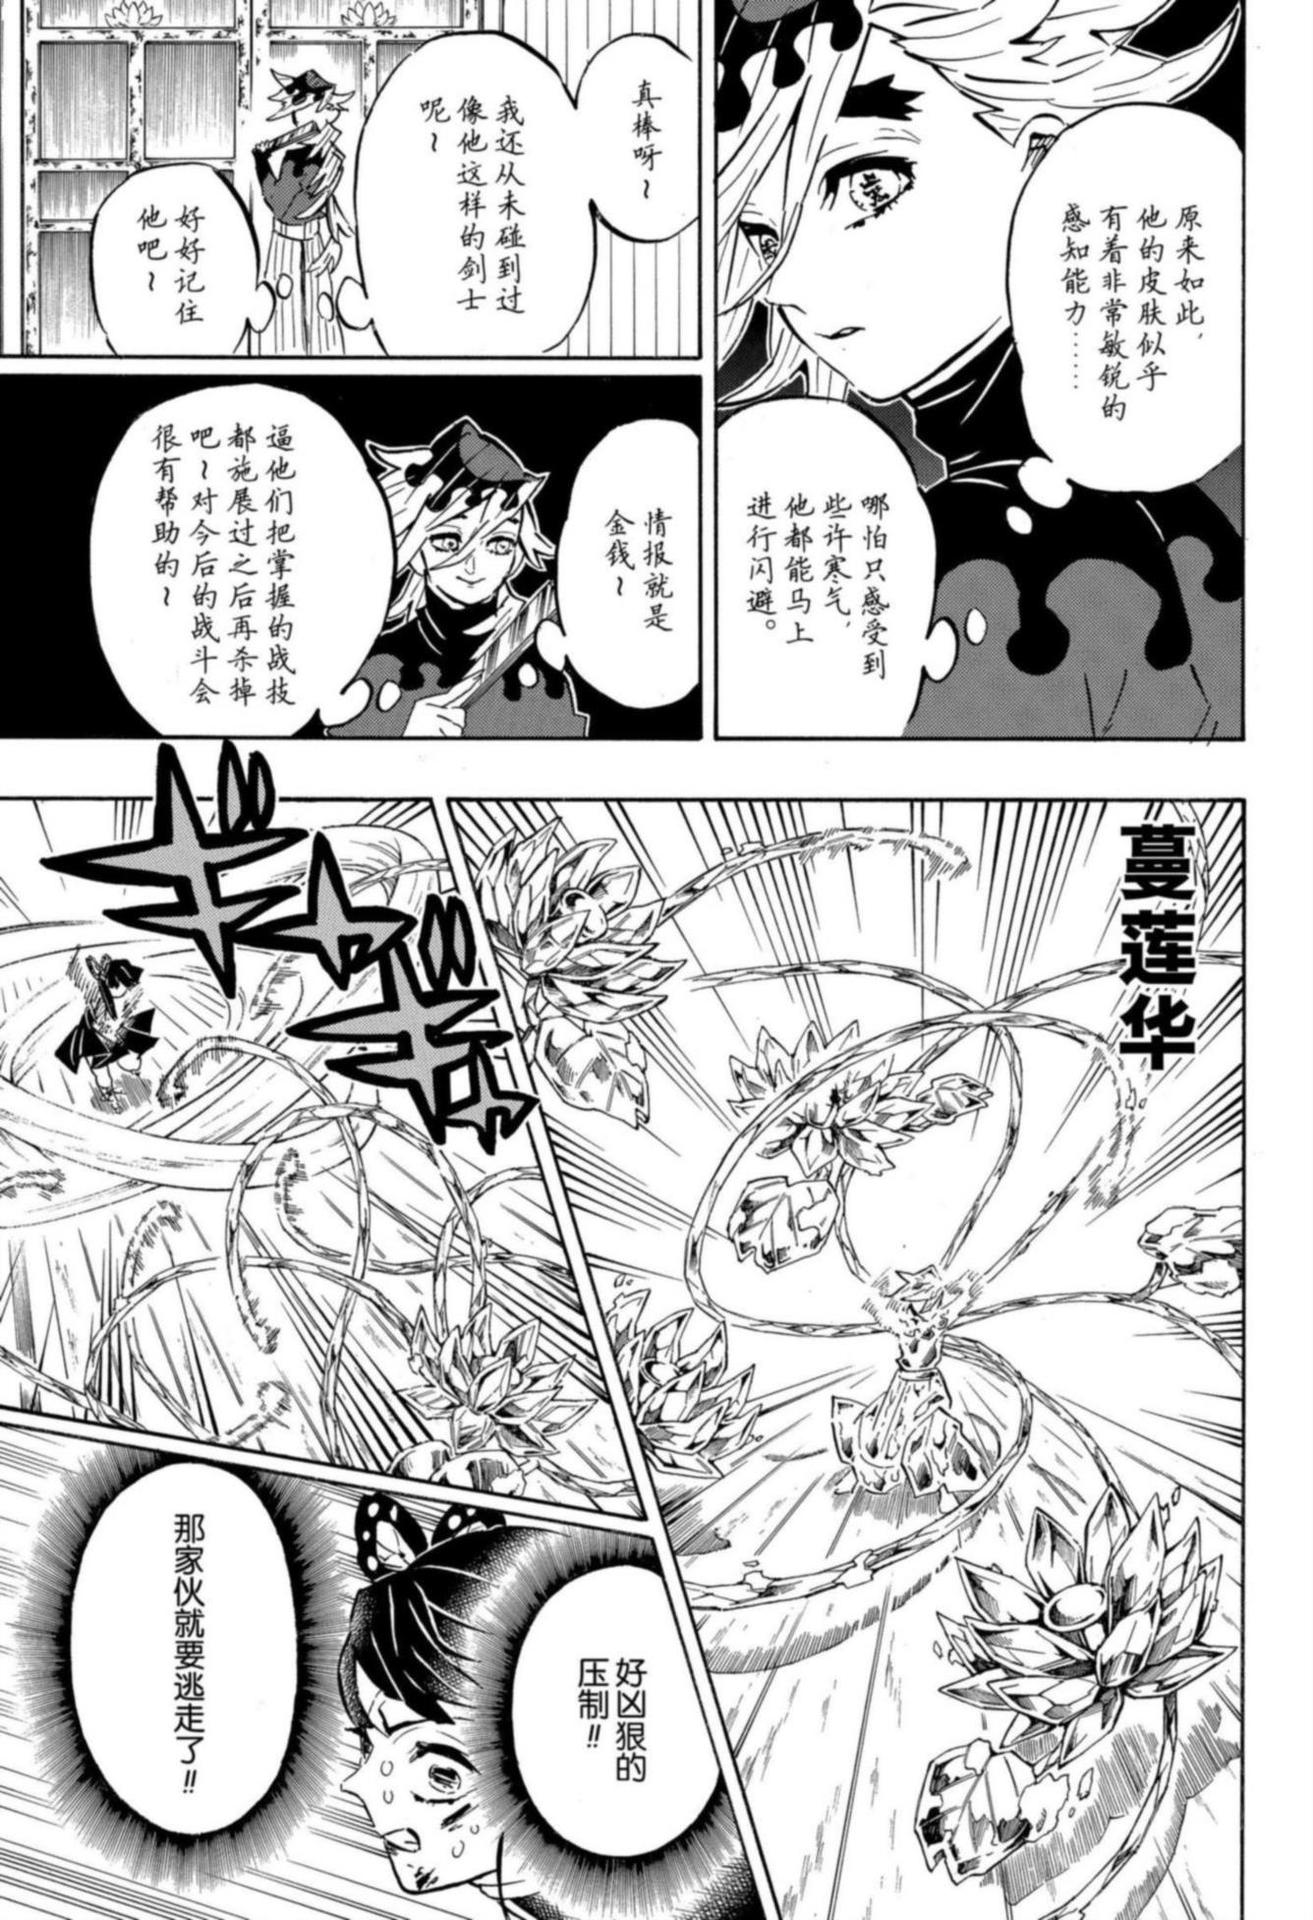 原来如此，
他的皮肤似乎
有着非常敏锐的
感知能力……
哪怕只感受到
些许寒气，
他都能马上
进行闪避。
真棒呀~
我还从未碰到过
像他这样的剑士
呢~
好好记住
他吧~
情报就是
金钱~
逼他们把掌握的战技
都施展过之后再杀掉
吧~对今后的战斗会
很有帮助的~
蔓莲华
ギギャギャ
好凶狠的
压制!!
那家伙就要逃走了!!